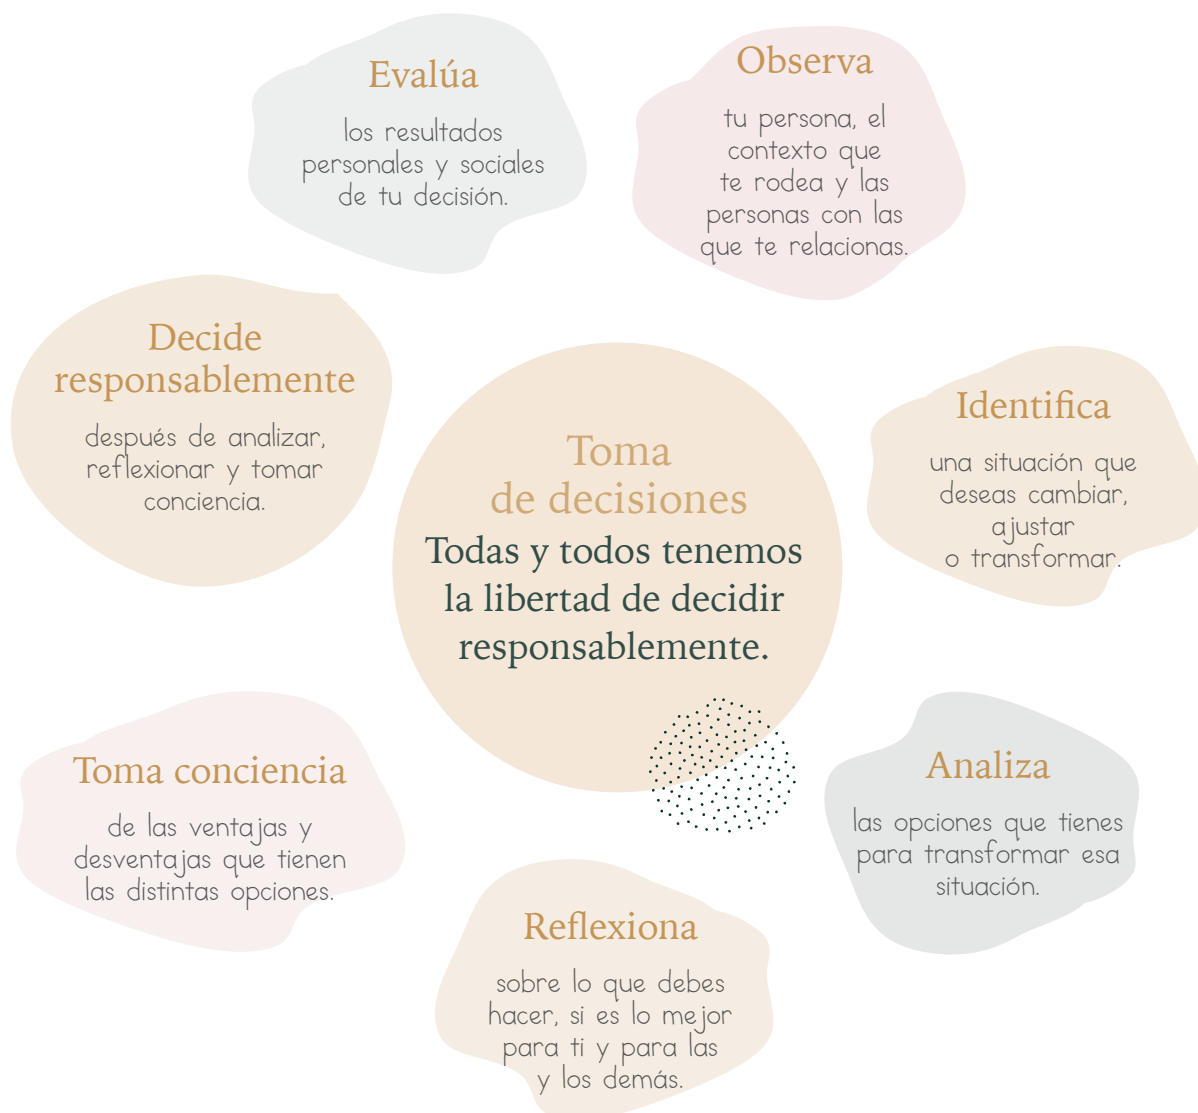 Evalúa
los resultados
personales y sociales
de tu decisión.
Observa
tu persona, el
contexto que
te rodea y las
personas con las
que te relacionas.
Decide
responsablemente
después de analizar,
reflexionar y tomar
conciencia.
Toma
de decisiones
Todas y todos tenemos
la libertad de decidir
responsablemente.
Identifica
una situación que
deseas cambiar,
ajustar
o transformar.
Toma conciencia
de las ventajas y
desventajas que tienen
las distintas opciones.
Analiza
las opciones que tienes
para transformar esa
situación.
Reflexiona
sobre lo que debes
hacer, si es lo mejor
para ti y para las
y los demás.